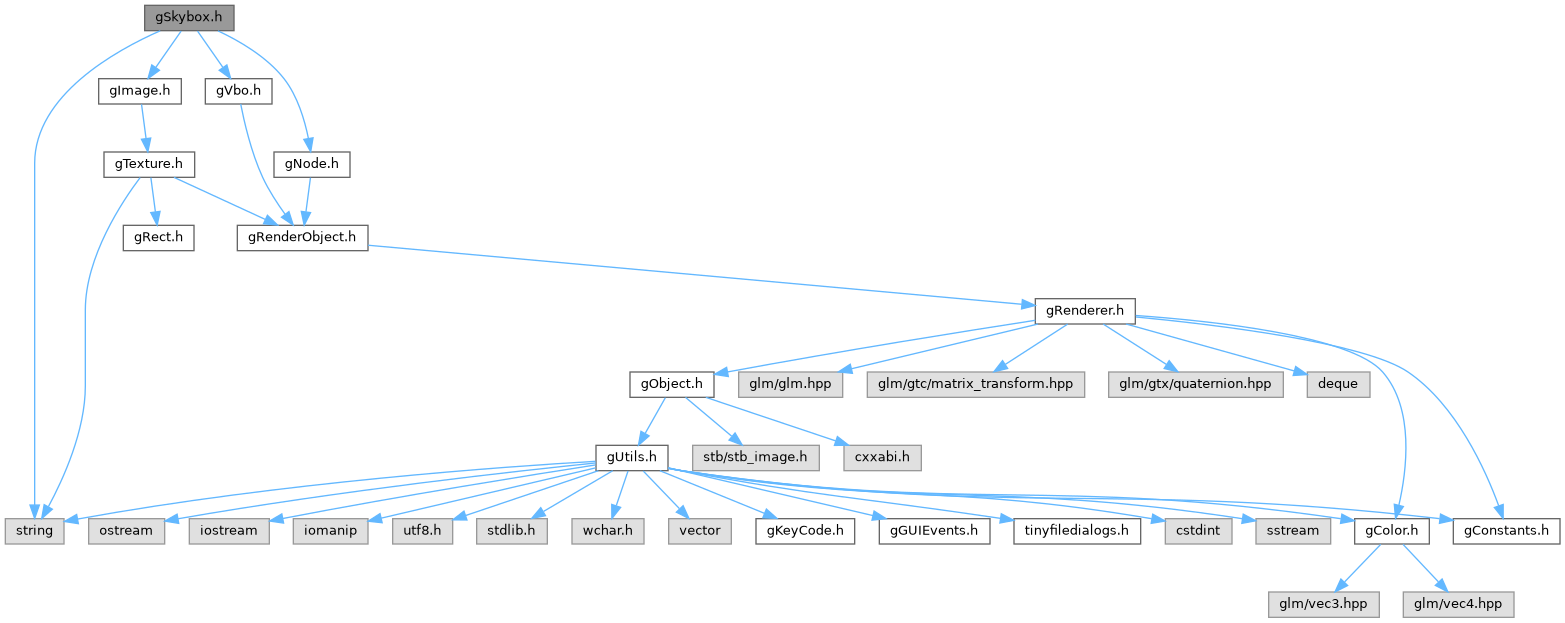 gSkybox.h
gImage.h
gVbo.h
gTexture.h
gNode.h
gRect.h
gRenderObject.h
gRenderer.h
gObject.h
glm/glm.hpp
glm/gtc/matrix_transform.hpp
glm/gtx/quaternion.hpp
deque
gUtils.h
stb/stb_image.h
cxxabi.h
string
ostream
iostream
iomanip
utf8.h
stdlib.h
wchar.h
vector
gKeyCode.h
gGUIEvents.h
tinyfiledialogs.h
cstdint
sstream
gColor.h
gConstants.h
glm/vec3.hpp
glm/vec4.hpp